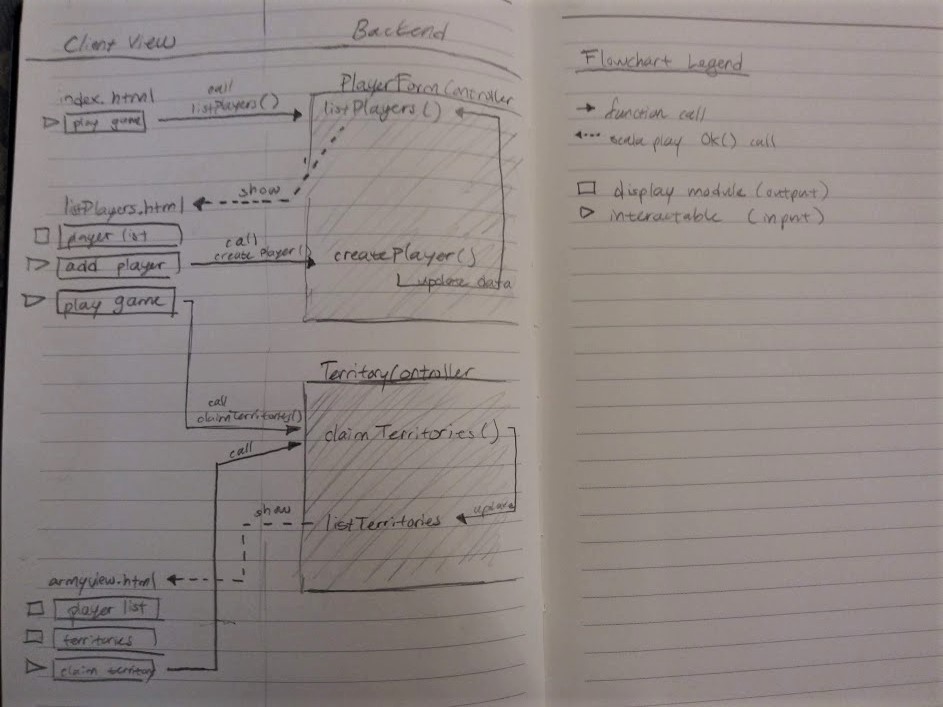 Client View
Backend
index.html
play game
call
listPlayers()
PlayerFormController
listPlayers()
show
listPlayers.html
player list
add player
call
createPlayer()
createPlayer()
update data
play game
TerritoryController
call
claimTerritories()
claimTerritories()
call
update
listTerritories
show
armyview.html
player list
territories
claim territory
Flowchart Legend
function call
scala play Ok() call
display module (output)
interactable (input)